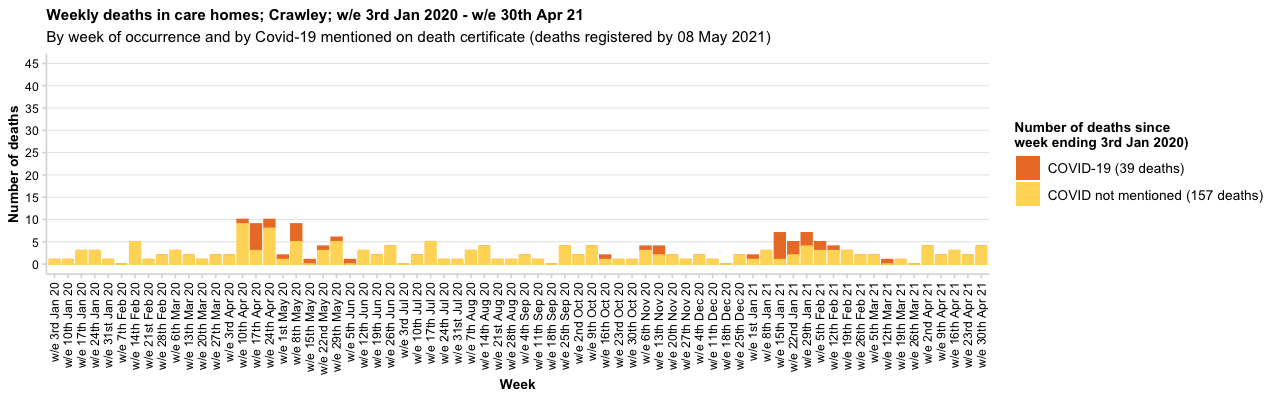 Weekly deaths in care homes; Crawley; w/e 3rd Jan 2020 - w/e 30th Apr 21
By week of occurrence and by Covid-19 mentioned on death certificate (deaths registered by 08 May 2021)
Number of deaths
45
40
35
30
25
20
15
10
5
0
w/e 3rd Jan 20
w/e 10th Jan 20
w/e 17th Jan 20
w/e 24th Jan 20
w/e 31st Jan 20
w/e 7th Feb 20
w/e 14th Feb 20
w/e 21st Feb 20
w/e 28th Feb 20
w/e 6th Mar 20
w/e 13th Mar 20
w/e 20th Mar 20
w/e 27th Mar 20
w/e 3rd Apr 20
w/e 10th Apr 20
w/e 17th Apr 20
w/e 24th Apr 20
w/e 1st May 20
w/e 8th May 20
w/e 15th May 20
w/e 22nd May 20
w/e 29th May 20
w/e 5th Jun 20
w/e 12th Jun 20
w/e 19th Jun 20
w/e 26th Jun 20
w/e 3rd Jul 20
w/e 10th Jul 20
w/e 17th Jul 20
w/e 24th Jul 20
w/e 31st Jul 20
w/e 7th Aug 20
w/e 14th Aug 20
w/e 21st Aug 20
w/e 28th Aug 20
w/e 4th Sep 20
w/e 11th Sep 20
w/e 18th Sep 20
w/e 25th Sep 20
w/e 2nd Oct 20
w/e 9th Oct 20
w/e 16th Oct 20
w/e 23rd Oct 20
w/e 30th Oct 20
w/e 6th Nov 20
w/e 13th Nov 20
w/e 20th Nov 20
w/e 27th Nov 20
w/e 4th Dec 20
w/e 11th Dec 20
w/e 18th Dec 20
w/e 25th Dec 20
w/e 1st Jan 21
w/e 8th Jan 21
w/e 15th Jan 21
w/e 22nd Jan 21
w/e 29th Jan 21
w/e 5th Feb 21
w/e 12th Feb 21
w/e 19th Feb 21
w/e 26th Feb 21
w/e 5th Mar 21
w/e 12th Mar 21
w/e 19th Mar 21
w/e 26th Mar 21
w/e 2nd Apr 21
w/e 9th Apr 21
w/e 16th Apr 21
w/e 23rd Apr 21
w/e 30th Apr 21
Week
Number of deaths since
week ending 3rd Jan 2020)
COVID-19 (39 deaths)
COVID not mentioned (157 deaths)